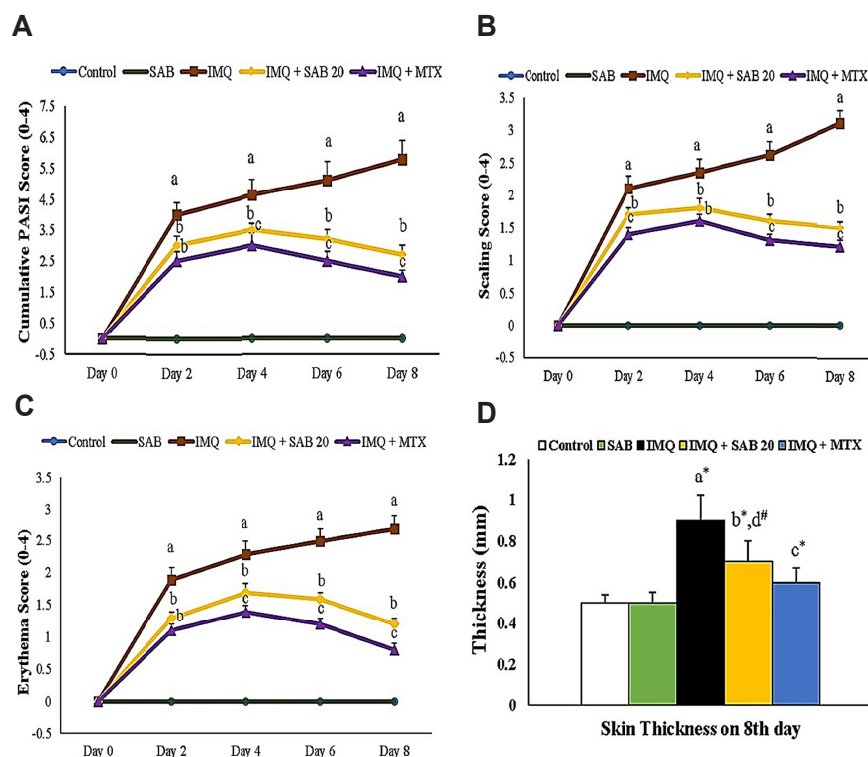 A
Control SAB IMQ IMQ + SAB 20 IMQ + MTX
Cumulative PASI Score (0-4)
7.5
6.5
5.5
4.5
3.5
2.5
1.5
0.5
-0.5
a
a
a
a
b
b
b
c
b
c
b
c
Day 0 Day 2 Day 4 Day 6 Day 8
B
Control SAB IMQ IMQ + SAB 20 IMQ + MTX
Scaling Score (0-4)
3.5
3
2.5
2
1.5
1
0.5
0
-0.5
a
a
a
a
b
c
b
b
b
c
b
c
Day 0 Day 2 Day 4 Day 6 Day 8
C
Control SAB IMQ IMQ + SAB 20 IMQ + MTX
Erythema Score (0-4)
3.5
3
2.5
2
1.5
1
0.5
0
-0.5
a
a
a
a
b
b
b
c
b
c
b
c
Day 0 Day 2 Day 4 Day 6 Day 8
D
Control SAB IMQ IMQ + SAB 20 IMQ + MTX
Thickness (mm)
1.2
1
0.8
0.6
0.4
0.2
0
a*
b*,d#
c*
Skin Thickness on 8th day